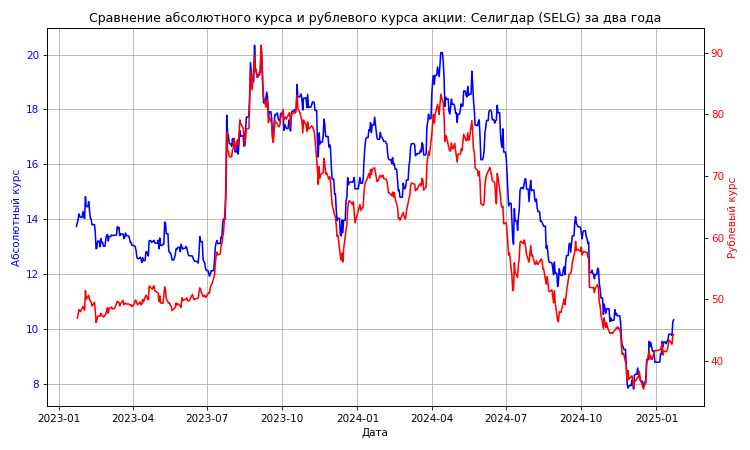 Сравнение абсолютного курса и рублевого курса акции: Селигдар (SELG) за два года
Абсолютный курс
20
18
16
14
12
10
8
90
80
70
60
50
40
Рублевый курс
2023-01 2023-04 2023-07 2023-10 2024-01 2024-04 2024-07 2024-10 2025-01
Дата